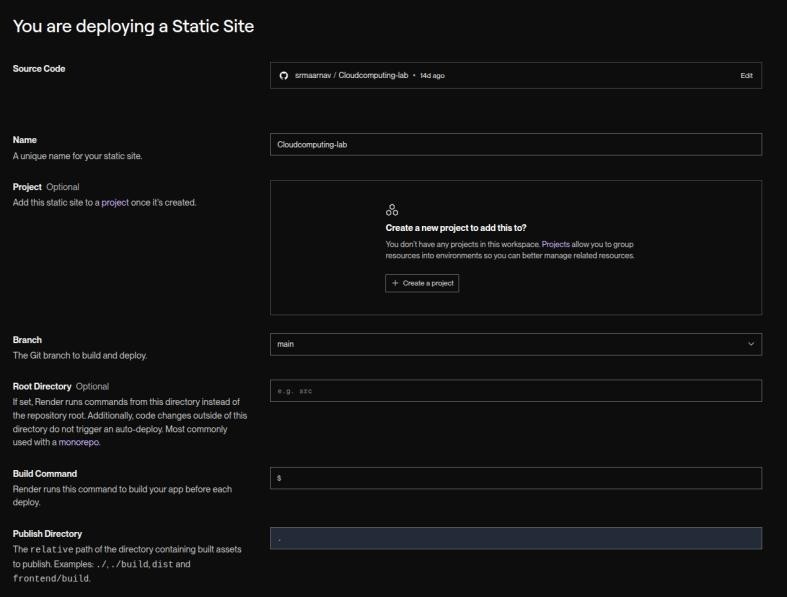 You are deploying a Static Site
Source Code
srmaarnav / Cloudcomputing-lab • 14d ago
Edit
Name
A unique name for your static site.
Cloudcomputing-lab
Project Optional
Add this static site to a project once it's created.
Create a new project to add this to?
You don't have any projects in this workspace. Projects allow you to group
resources into environments so you can better manage related resources.
+ Create a project
Branch
The Git branch to build and deploy.
main
Root Directory Optional
If set, Render runs commands from this directory instead of
the repository root. Additionally, code changes outside of this
directory do not trigger an auto-deploy. Most commonly
used with a monorepo.
e.g. src
Build Command
Render runs this command to build your app before each
deploy.
$
Publish Directory
The relative path of the directory containing built assets
to publish. Examples: ./, ./build, dist and
frontend/build.
.